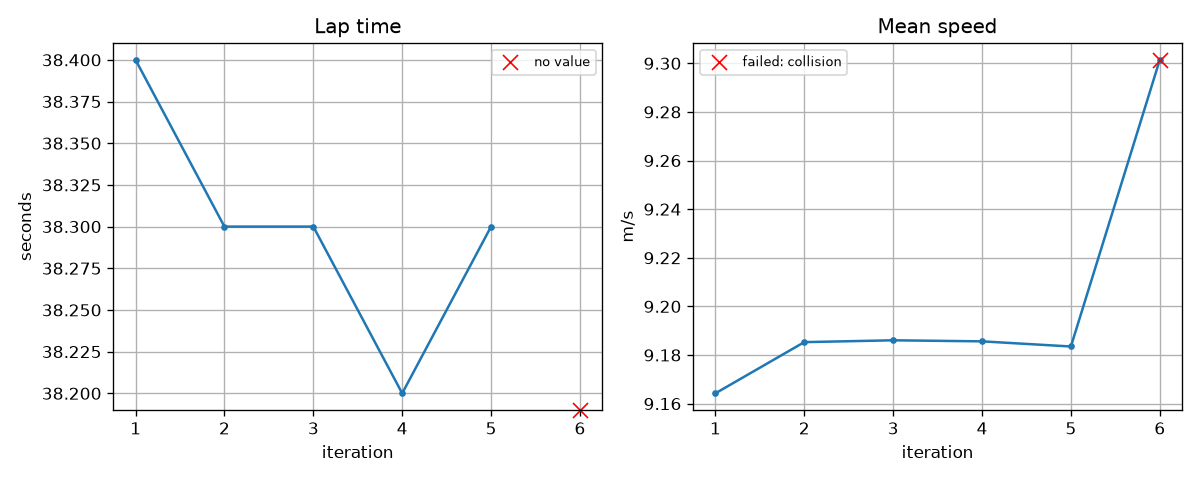 Lap time
no value
38.400
38.375
38.350
38.325
38.300
38.275
38.250
38.225
38.200
seconds
1 2 3 4 5 6
iteration
Mean speed
failed: collision
9.30
9.28
9.26
9.24
9.22
9.20
9.18
9.16
m/s
1 2 3 4 5 6
iteration